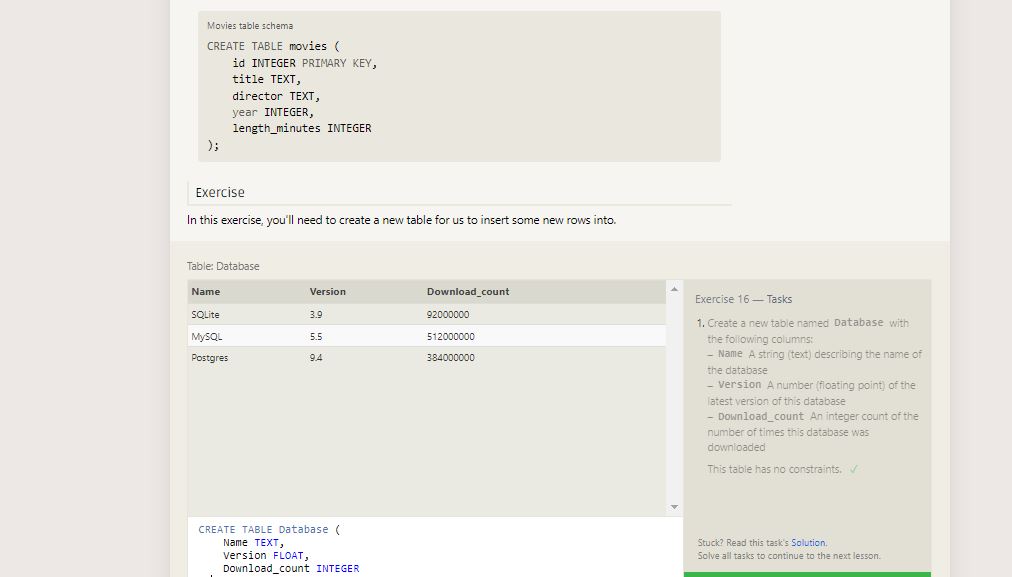 Movies table schema
CREATE TABLE movies (
    id INTEGER PRIMARY KEY,
    title TEXT,
    director TEXT,
    year INTEGER,
    length_minutes INTEGER
);
Exercise
In this exercise, you'll need to create a new table for us to insert some new rows into.
Table: Database
Name Version Download_count
SQLite 3.9 92000000
MySQL 5.5 512000000
Postgres 9.4 384000000
CREATE TABLE Database (
    Name TEXT,
    Version FLOAT,
    Download_count INTEGER
Exercise 16 — Tasks
1. Create a new table named Database with
the following columns:
– Name A string (text) describing the name of
the database
– Version A number (floating point) of the
latest version of this database
– Download_count An integer count of the
number of times this database was
downloaded
This table has no constraints. ✓
Stuck? Read this task's Solution.
Solve all tasks to continue to the next lesson.